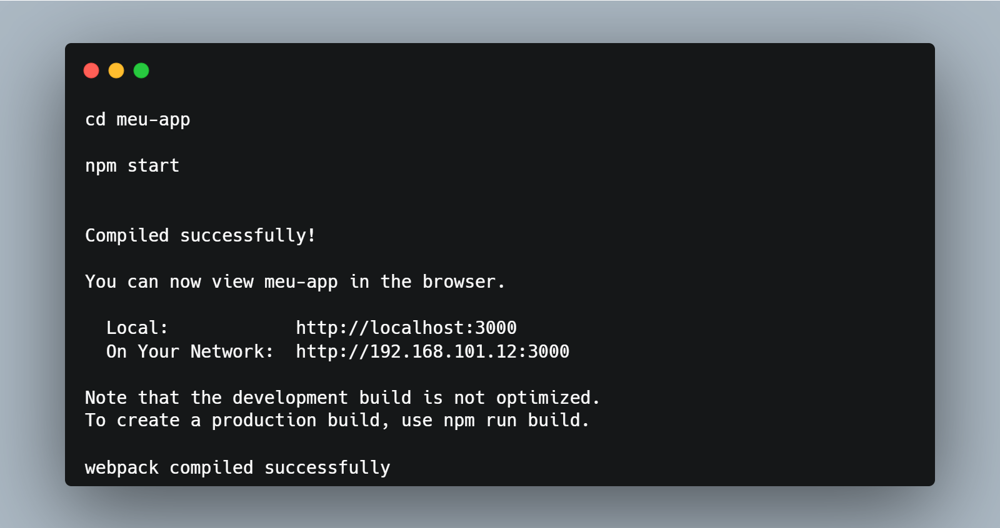 cd meu-app
npm start
Compiled successfully!
You can now view meu-app in the browser.
Local: http://localhost:3000
On Your Network: http://192.168.101.12:3000
Note that the development build is not optimized.
To create a production build, use npm run build.
webpack compiled successfully